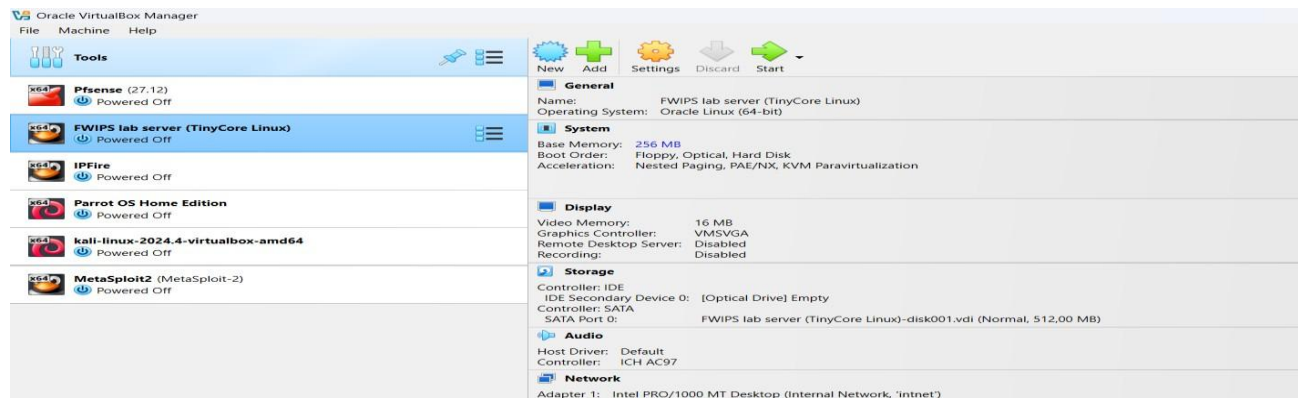 Oracle VirtualBox Manager
File Machine Help
Tools
New Add Settings Discard Start
x64 Pfsense (27.12)
Powered Off
x64 FWIPS lab server (TinyCore Linux)
Powered Off
x64 IPFire
Powered Off
x64 Parrot OS Home Edition
Powered Off
x64 kali-linux-2024.4-virtualbox-amd64
Powered Off
x64 MetaSploit2 (MetaSploit-2)
Powered Off
General
Name: FWIPS lab server (TinyCore Linux)
Operating System: Oracle Linux (64-bit)
System
Base Memory: 256 MB
Boot Order: Floppy, Optical, Hard Disk
Acceleration: Nested Paging, PAE/NX, KVM Paravirtualization
Display
Video Memory: 16 MB
Graphics Controller: VMSVGA
Remote Desktop Server: Disabled
Recording: Disabled
Storage
Controller: IDE
IDE Secondary Device 0: [Optical Drive] Empty
Controller: SATA
SATA Port 0: FWIPS lab server (TinyCore Linux)-disk001.vdi (Normal, 512,00 MB)
Audio
Host Driver: Default
Controller: ICH AC97
Network
Adapter 1: Intel PRO/1000 MT Desktop (Internal Network, 'intnet')